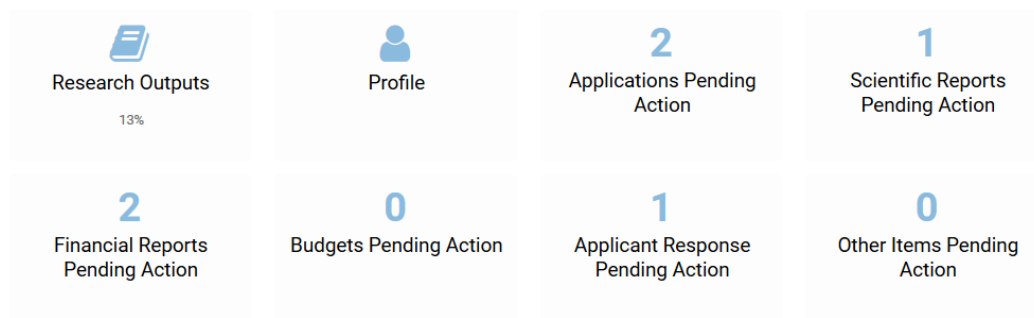 Research Outputs
13%
Profile
2
Applications Pending
Action
1
Scientific Reports
Pending Action
2
Financial Reports
Pending Action
0
Budgets Pending Action
1
Applicant Response
Pending Action
0
Other Items Pending
Action